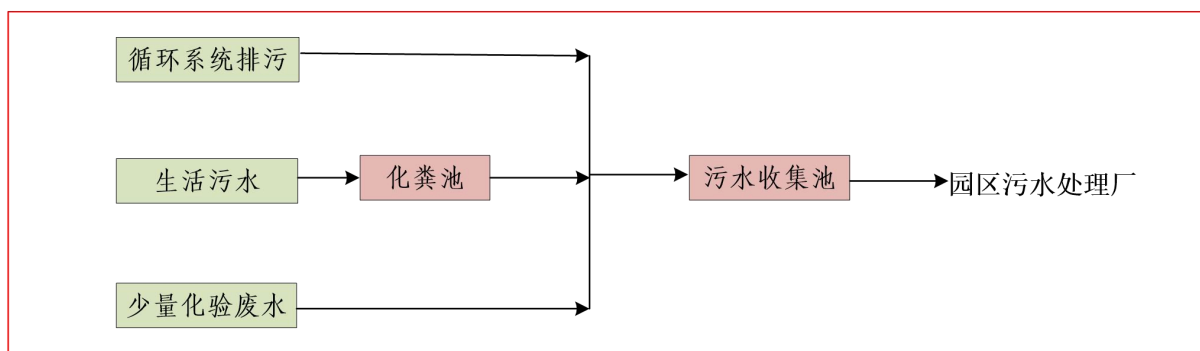 循环系统排污
生活污水
化粪池
污水收集池
园区污水处理厂
少量化验废水